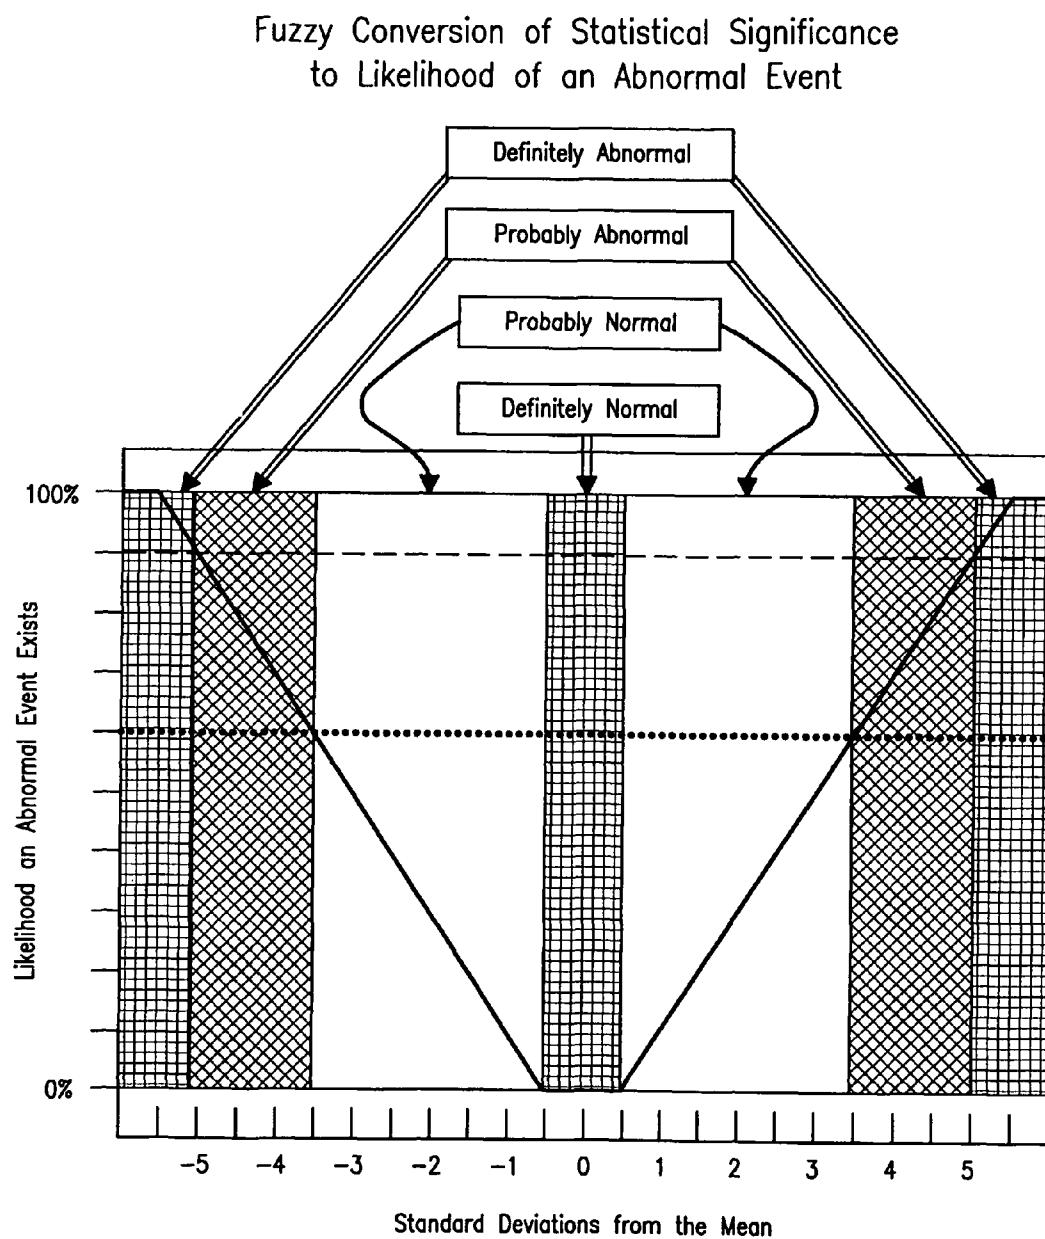 Fuzzy Conversion of Statistical Significance
to Likelihood of an Abnormal Event
Definitely Abnormal
Probably Abnormal
Probably Normal
Definitely Normal
100%
Likelihood an Abnormal Event Exists
0%
-5 -4 -3 -2 -1 0 1 2 3 4 5
Standard Deviations from the Mean